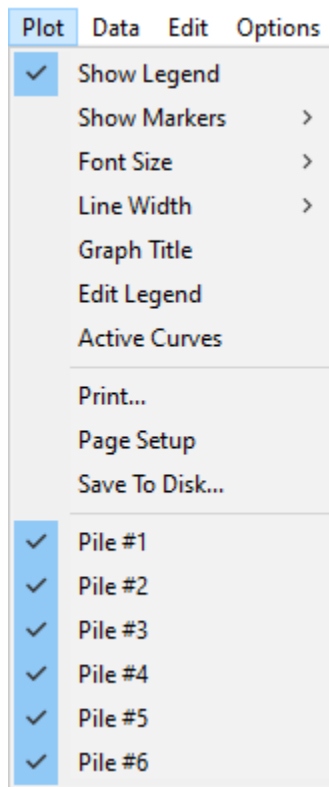 Plot Data Edit Options
Show Legend
Show Markers
Font Size
Line Width
Graph Title
Edit Legend
Active Curves
Print...
Page Setup
Save To Disk...
Pile #1
Pile #2
Pile #3
Pile #4
Pile #5
Pile #6